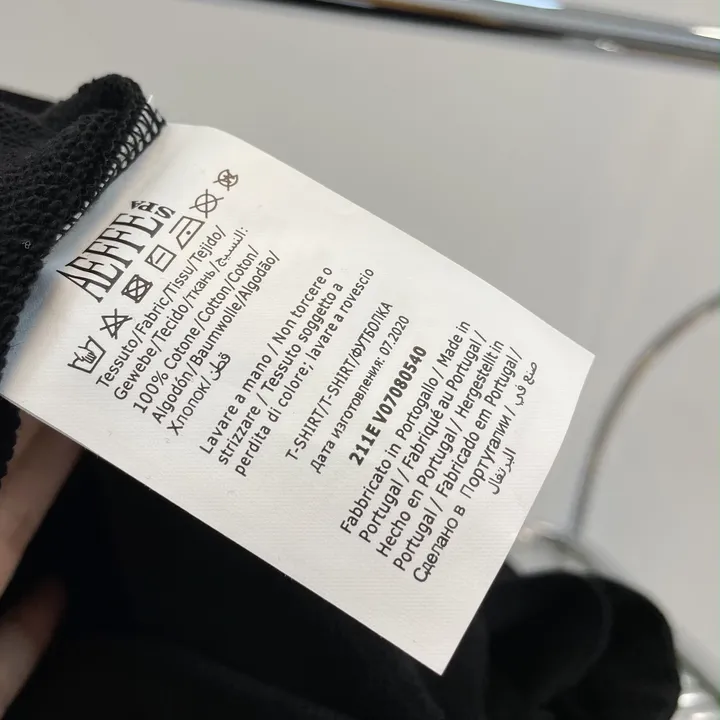 AEFFE SPA
Tessuto/Fabric/Tissu/Tejido/
Gewebe/Tecido/ткань/النسيج:
100% Cotone/Cotton/Coton/
Algodón/Baumwolle/Algodão/
Хлопок/قطن
Lavare a mano / Non torcere o
strizzare / Tessuto soggetto a
perdita di colore; lavare a rovescio
T-SHIRT/T-SHIRT/ФУТБОЛКА
Дата изготовления: 07.2020
211E V07080540
Fabbricato in Portogallo / Made in
Portugal / Fabriqué au Portugal /
Hecho en Portugal / Hergestellt in
Portugal / Fabricado em Portugal /
Сделано в Португалии / صنع في
البرتغال